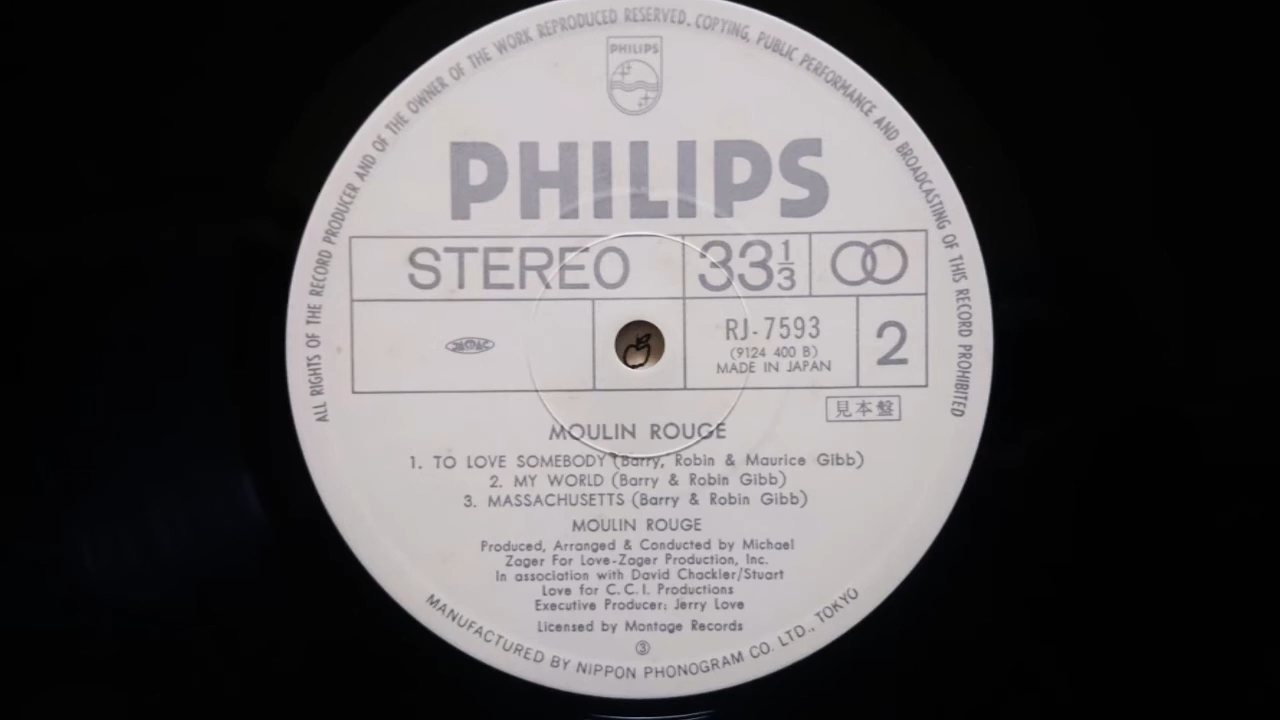 ALL RIGHTS OF THE RECORD PRODUCER AND OF THE OWNER OF THE WORK REPRODUCED RESERVED. COPYING, PUBLIC PERFORMANCE AND BROADCASTING OF THIS RECORD PROHIBITED
PHILIPS
PHILIPS
STEREO 33 1/3
RJ-7593
(9124 400 B)
MADE IN JAPAN
2
見本盤
MOULIN ROUGE
1. TO LOVE SOMEBODY (Barry, Robin & Maurice Gibb)
2. MY WORLD (Barry & Robin Gibb)
3. MASSACHUSETTS (Barry & Robin Gibb)
MOULIN ROUGE
Produced, Arranged & Conducted by Michael
Zager For Love-Zager Production, Inc.
In association with David Chackler/Stuart
Love for C.C.I. Productions
Executive Producer: Jerry Love
Licensed by Montage Records
③
MANUFACTURED BY NIPPON PHONOGRAM CO. LTD., TOKYO